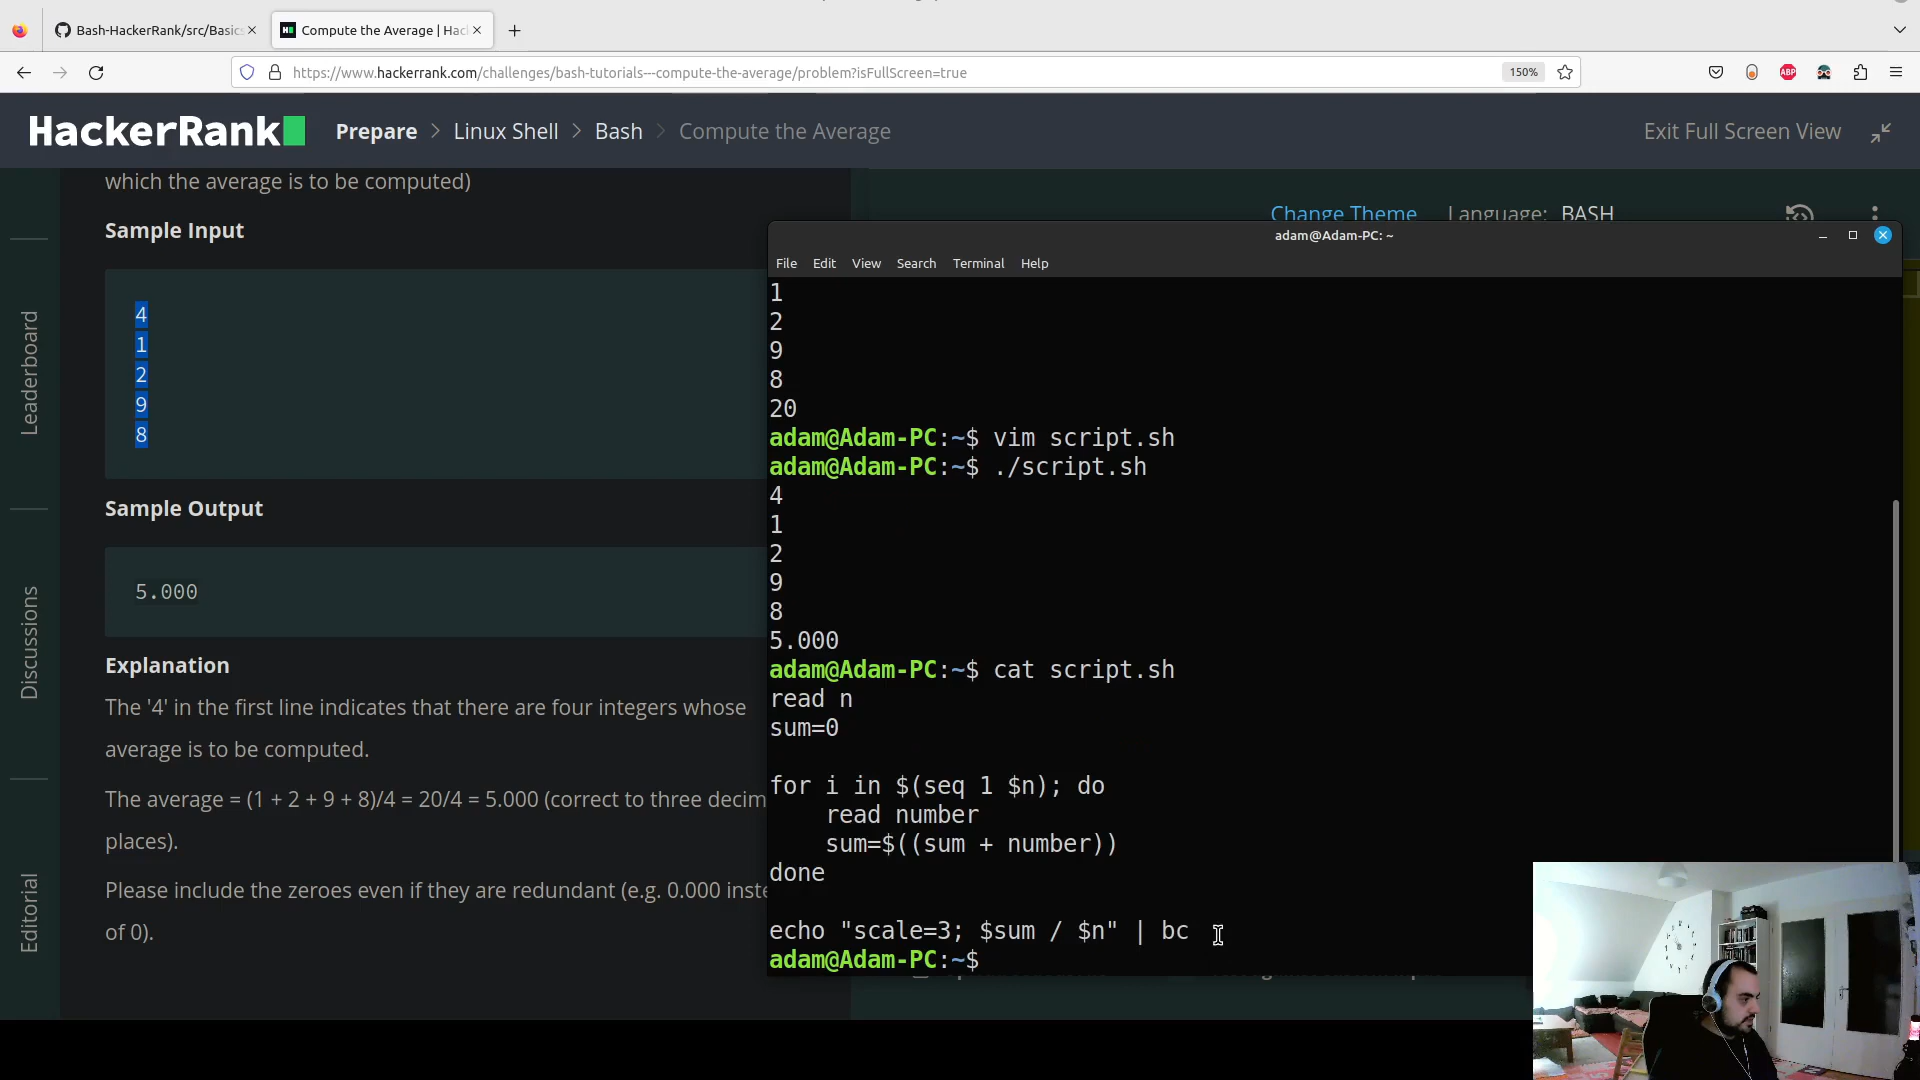 Bash-HackerRank/src/Basics
Compute the Average | Hac
https://www.hackerrank.com/challenges/bash-tutorials---compute-the-average/problem?isFullScreen=true
150%
ABP
HackerRank
Prepare > Linux Shell > Bash > Compute the Average
Exit Full Screen View
which the average is to be computed)
Sample Input
4
1
2
9
8
Sample Output
5.000
Explanation
The '4' in the first line indicates that there are four integers whose
average is to be computed.
The average = (1 + 2 + 9 + 8)/4 = 20/4 = 5.000 (correct to three decim
places).
Please include the zeroes even if they are redundant (e.g. 0.000 inste
of 0).
Leaderboard
Discussions
Editorial
Change Theme Language: BASH
adam@Adam-PC: ~
File Edit View Search Terminal Help
1
2
9
8
20
adam@Adam-PC:~$ vim script.sh
adam@Adam-PC:~$ ./script.sh
4
1
2
9
8
5.000
adam@Adam-PC:~$ cat script.sh
read n
sum=0
for i in $(seq 1 $n); do
read number
sum=$((sum + number))
done
echo "scale=3; $sum / $n" | bc
adam@Adam-PC:~$